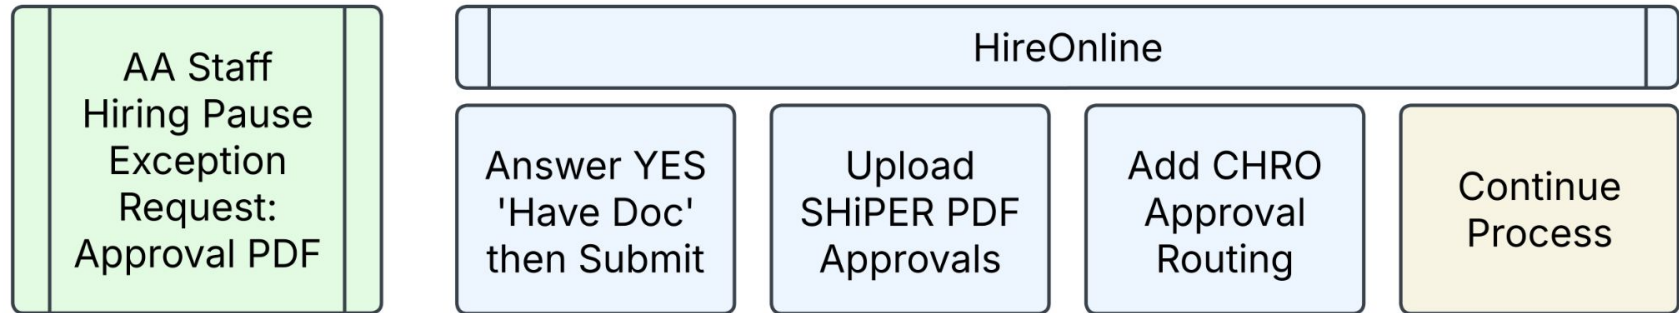 AA Staff
Hiring Pause
Exception
Request:
Approval PDF
HireOnline
Answer YES
'Have Doc'
then Submit
Upload
SHiPER PDF
Approvals
Add CHRO
Approval
Routing
Continue
Process